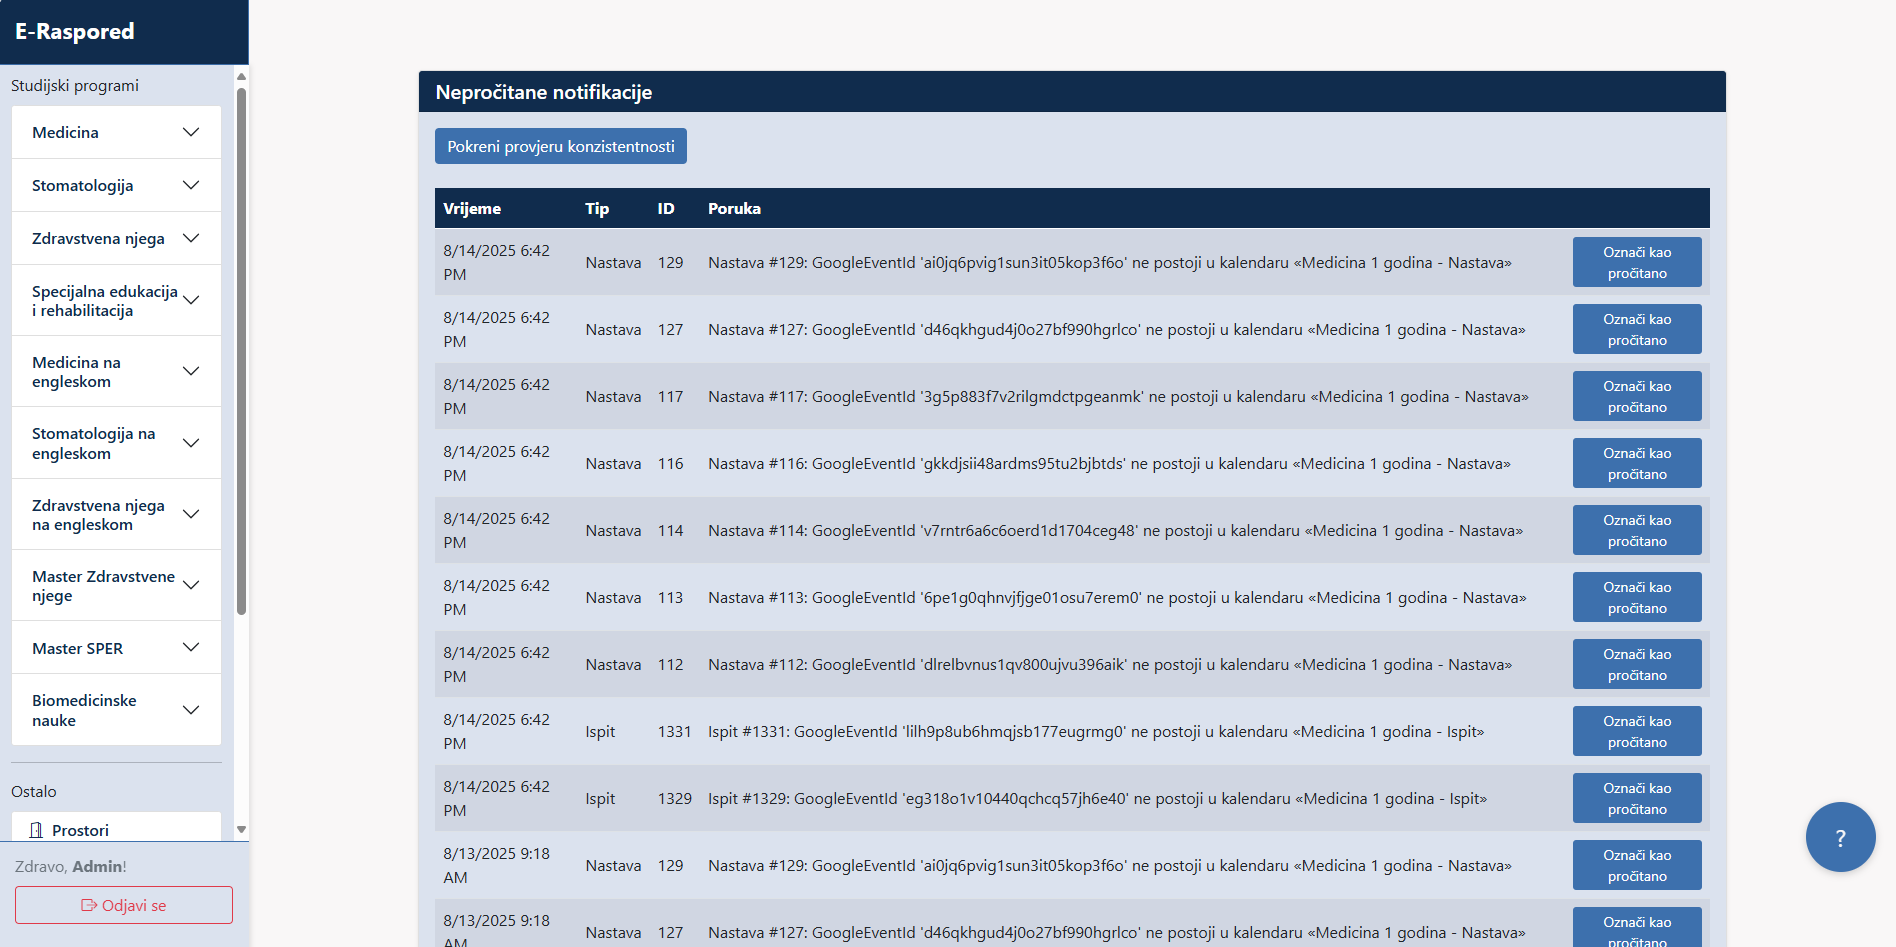 E-Raspored
Studijski programi
Medicina
Stomatologija
Zdravstvena njega
Specijalna edukacija
i rehabilitacija
Medicina na
engleskom
Stomatologija na
engleskom
Zdravstvena njega
na engleskom
Master Zdravstvene
njege
Master SPER
Biomedicinske
nauke
Ostalo
Prostori
Zdravo, Admin!
Odjavi se
Nepročitane notifikacije
Pokreni provjeru konzistentnosti
Vrijeme Tip ID Poruka
8/14/2025 6:42
PM
Nastava 129 Nastava #129: GoogleEventId 'ai0jq6pvig1sun3it05kop3f6o' ne postoji u kalendaru «Medicina 1 godina - Nastava»
Označi kao
pročitano
8/14/2025 6:42
PM
Nastava 127 Nastava #127: GoogleEventId 'd46qkhgud4j0o27bf990hgrlco' ne postoji u kalendaru «Medicina 1 godina - Nastava»
Označi kao
pročitano
8/14/2025 6:42
PM
Nastava 117 Nastava #117: GoogleEventId '3g5p883f7v2rilgmdctpgeanmk' ne postoji u kalendaru «Medicina 1 godina - Nastava»
Označi kao
pročitano
8/14/2025 6:42
PM
Nastava 116 Nastava #116: GoogleEventId 'gkkdjsii48ardms95tu2bjbtds' ne postoji u kalendaru «Medicina 1 godina - Nastava»
Označi kao
pročitano
8/14/2025 6:42
PM
Nastava 114 Nastava #114: GoogleEventId 'v7rntr6a6c6oerd1d1704ceg48' ne postoji u kalendaru «Medicina 1 godina - Nastava»
Označi kao
pročitano
8/14/2025 6:42
PM
Nastava 113 Nastava #113: GoogleEventId '6pe1g0qhnvjfjge01osu7erem0' ne postoji u kalendaru «Medicina 1 godina - Nastava»
Označi kao
pročitano
8/14/2025 6:42
PM
Nastava 112 Nastava #112: GoogleEventId 'dlrelbvnus1qv800ujvu396aik' ne postoji u kalendaru «Medicina 1 godina - Nastava»
Označi kao
pročitano
8/14/2025 6:42
PM
Ispit 1331 Ispit #1331: GoogleEventId 'lilh9p8ub6hmqjsb177eugrmg0' ne postoji u kalendaru «Medicina 1 godina - Ispit»
Označi kao
pročitano
8/14/2025 6:42
PM
Ispit 1329 Ispit #1329: GoogleEventId 'eg318o1v10440qchcq57jh6e40' ne postoji u kalendaru «Medicina 1 godina - Ispit»
Označi kao
pročitano
8/13/2025 9:18
AM
Nastava 129 Nastava #129: GoogleEventId 'ai0jq6pvig1sun3it05kop3f6o' ne postoji u kalendaru «Medicina 1 godina - Nastava»
Označi kao
pročitano
8/13/2025 9:18
AM
Nastava 127 Nastava #127: GoogleEventId 'd46qkhgud4j0o27bf990hgrlco' ne postoji u kalendaru «Medicina 1 godina - Nastava»
Označi kao
pročitano
?